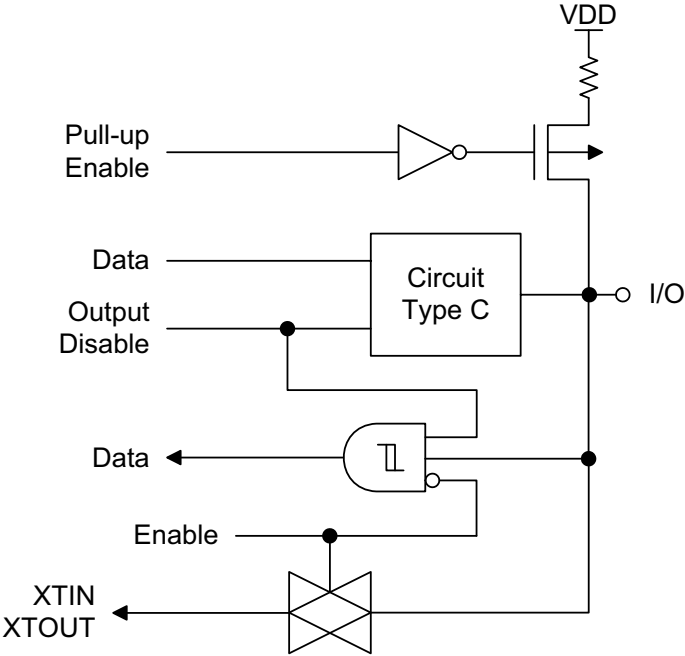 VDD
Pull-up
Enable
Data
Circuit
Type C
I/O
Output
Disable
Data
Enable
XTIN
XTOUT